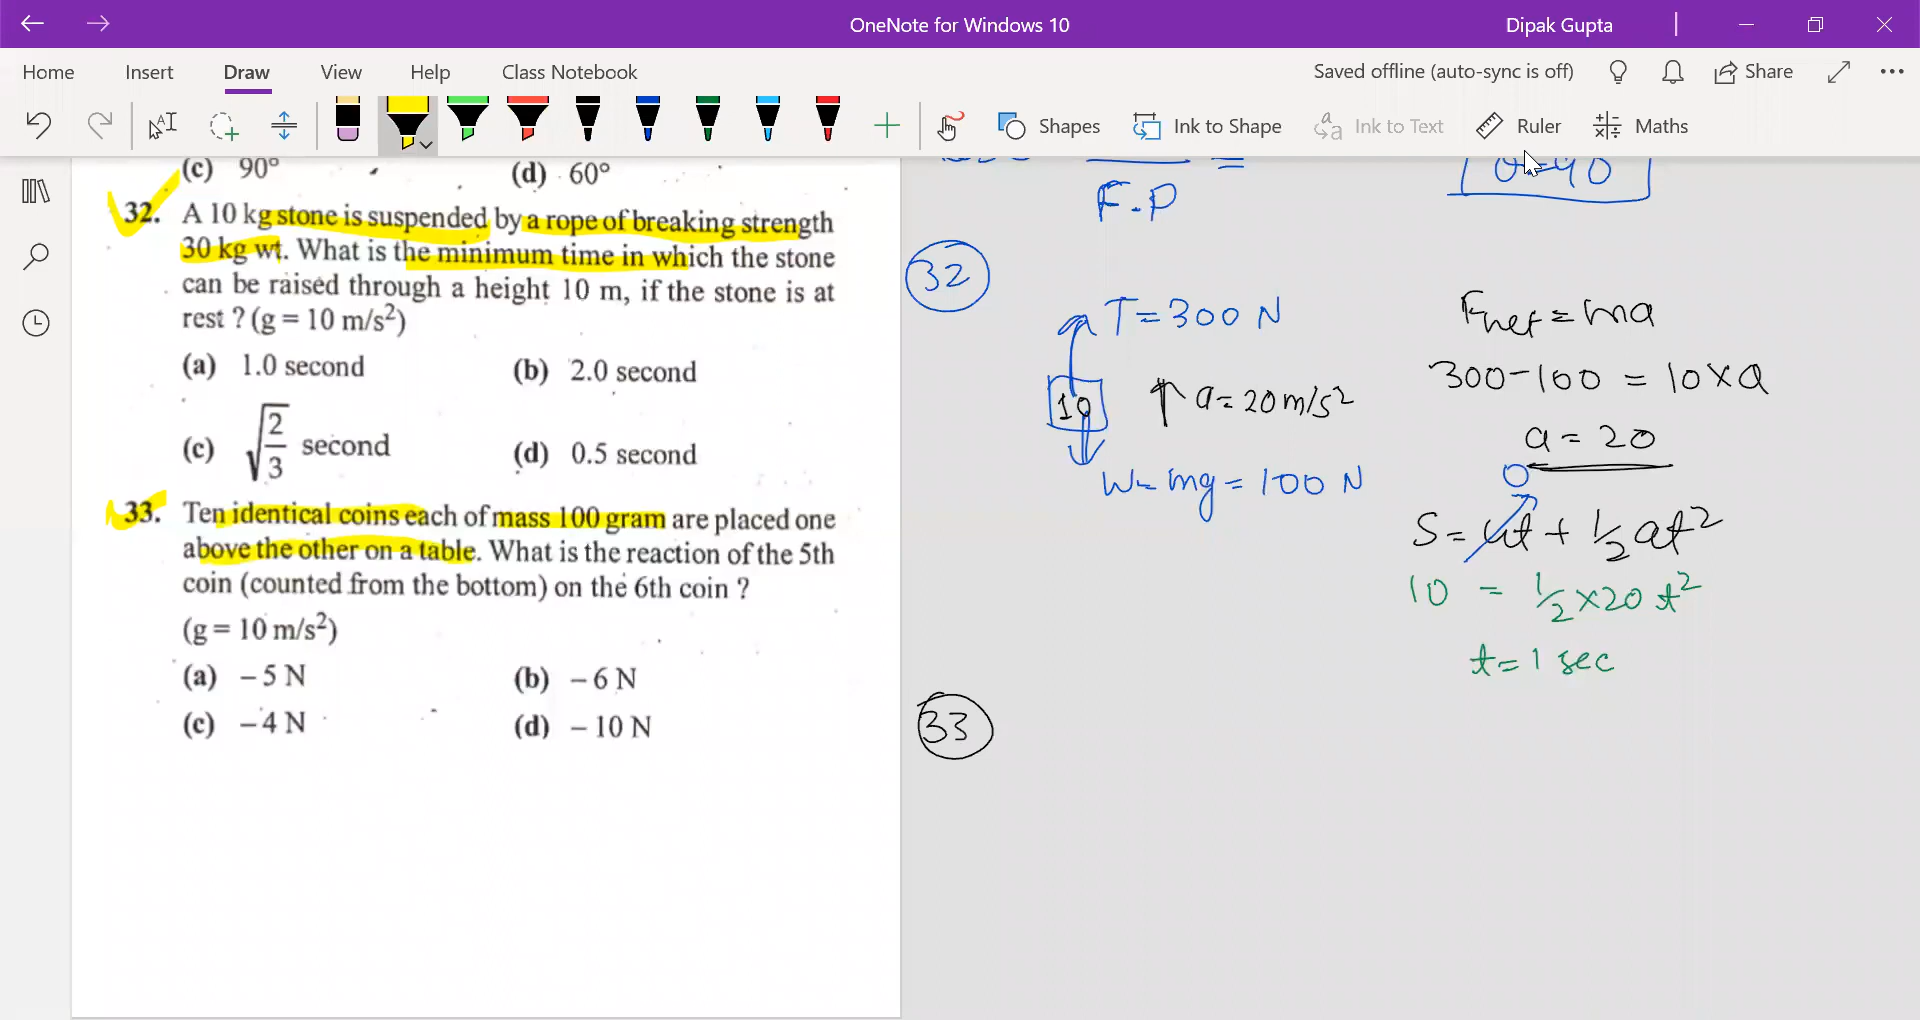 OneNote for Windows 10
Dipak Gupta
Home Insert Draw View Help Class Notebook
Saved offline (auto-sync is off) Share
Shapes Ink to Shape Ink to Text Ruler Maths
(c) 90° (d) 60°
32. A 10 kg stone is suspended by a rope of breaking strength
30 kg wt. What is the minimum time in which the stone
can be raised through a height 10 m, if the stone is at
rest ? (g = 10 m/s²)
(a) 1.0 second (b) 2.0 second
(c) √(2/3) second (d) 0.5 second
33. Ten identical coins each of mass 100 gram are placed one
above the other on a table. What is the reaction of the 5th
coin (counted from the bottom) on the 6th coin ?
(g = 10 m/s²)
(a) – 5 N (b) – 6 N
(c) – 4 N (d) – 10 N
F.P
32
T = 300 N
10
a = 20 m/s²
W = mg = 100 N
Fnet = ma
300 - 100 = 10 × a
a = 20
0
S = ut + 1/2 at²
10 = 1/2 × 20 t²
t = 1 sec
33